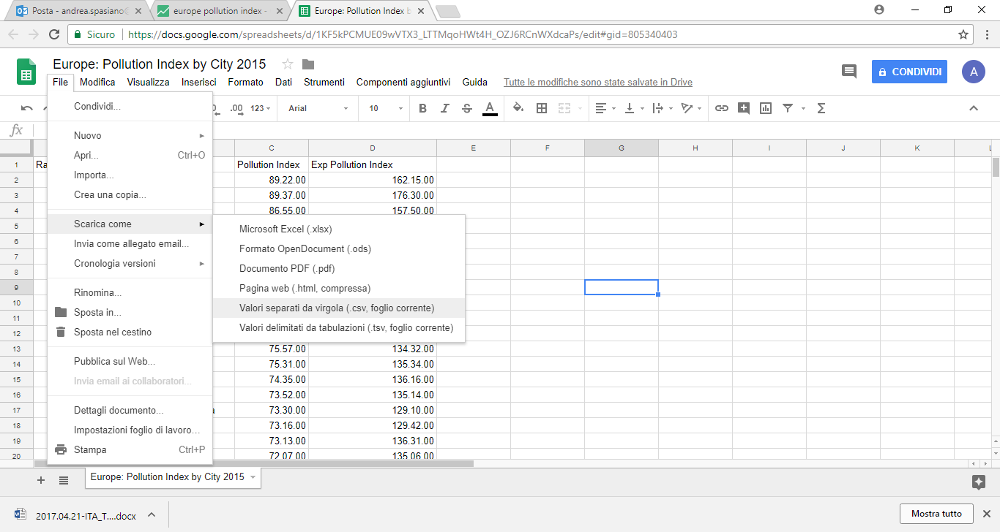 Posta - andrea.spasiano@
europe pollution index -
Europe: Pollution Index b
Sicuro
https://docs.google.com/spreadsheets/d/1KF5kPCMUE09wVTX3_LTTMqoHWt4H_OZJ6RCnWXdcaPs/edit#gid=805340403
Europe: Pollution Index by City 2015
CONDIVIDI
A
File Modifica Visualizza Inserisci Formato Dati Strumenti Componenti aggiuntivi Guida Tutte le modifiche sono state salvate in Drive
.00 123 Arial 10 B I S A Σ
fx
C D E F G H I J K L
1 Ra Pollution Index Exp Pollution Index
2 89.22.00 162.15.00
3 89.37.00 176.30.00
4 86.55.00 157.50.00
5
6
7
8
9
10
11
12
13 75.57.00 134.32.00
14 75.31.00 135.34.00
15 74.35.00 136.16.00
16 73.52.00 135.14.00
17 a 73.30.00 129.10.00
18 73.16.00 129.42.00
19 73.13.00 136.31.00
20 72.07.00 135.06.00
Condividi...
Nuovo
Apri... Ctrl+O
Importa...
Crea una copia...
Scarica come
Invia come allegato email...
Cronologia versioni
Rinomina...
Sposta in...
Sposta nel cestino
Pubblica sul Web...
Invia email ai collaboratori...
Dettagli documento...
Impostazioni foglio di lavoro...
Stampa Ctrl+P
Microsoft Excel (.xlsx)
Formato OpenDocument (.ods)
Documento PDF (.pdf)
Pagina web (.html, compressa)
Valori separati da virgola (.csv, foglio corrente)
Valori delimitati da tabulazioni (.tsv, foglio corrente)
Europe: Pollution Index by City 2015
2017.04.21-ITA_T....docx
Mostra tutto